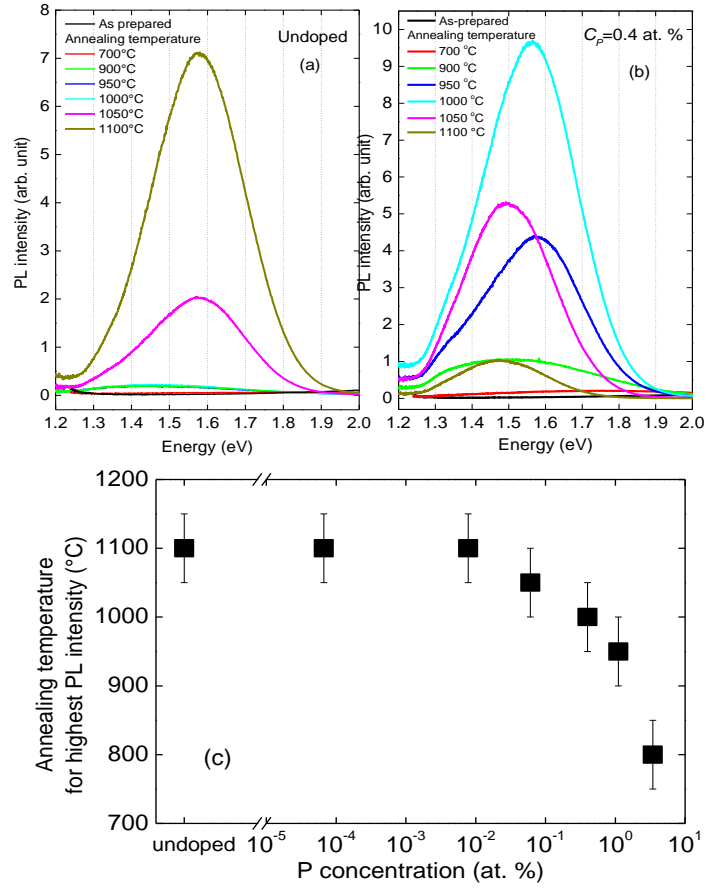 As prepared
Annealing temperature
700°C
900°C
950°C
1000°C
1050°C
1100°C
Undoped
(a)
PL intensity (arb. unit)
8
7
6
5
4
3
2
1
0
1.2 1.3 1.4 1.5 1.6 1.7 1.8 1.9 2.0
Energy (eV)
As-prepared
Annealing temperature
700 °C
900 °C
950 °C
1000 °C
1050 °C
1100 °C
C_P=0.4 at. %
(b)
PL intensity (arb. unit)
10
9
8
7
6
5
4
3
2
1
0
1.2 1.3 1.4 1.5 1.6 1.7 1.8 1.9 2.0
Energy (eV)
Annealing temperature
for highest PL intensity (°C)
1200
1100
1000
900
800
700
(c)
undoped 10⁻⁵ 10⁻⁴ 10⁻³ 10⁻² 10⁻¹ 10⁰ 10¹
P concentration (at. %)